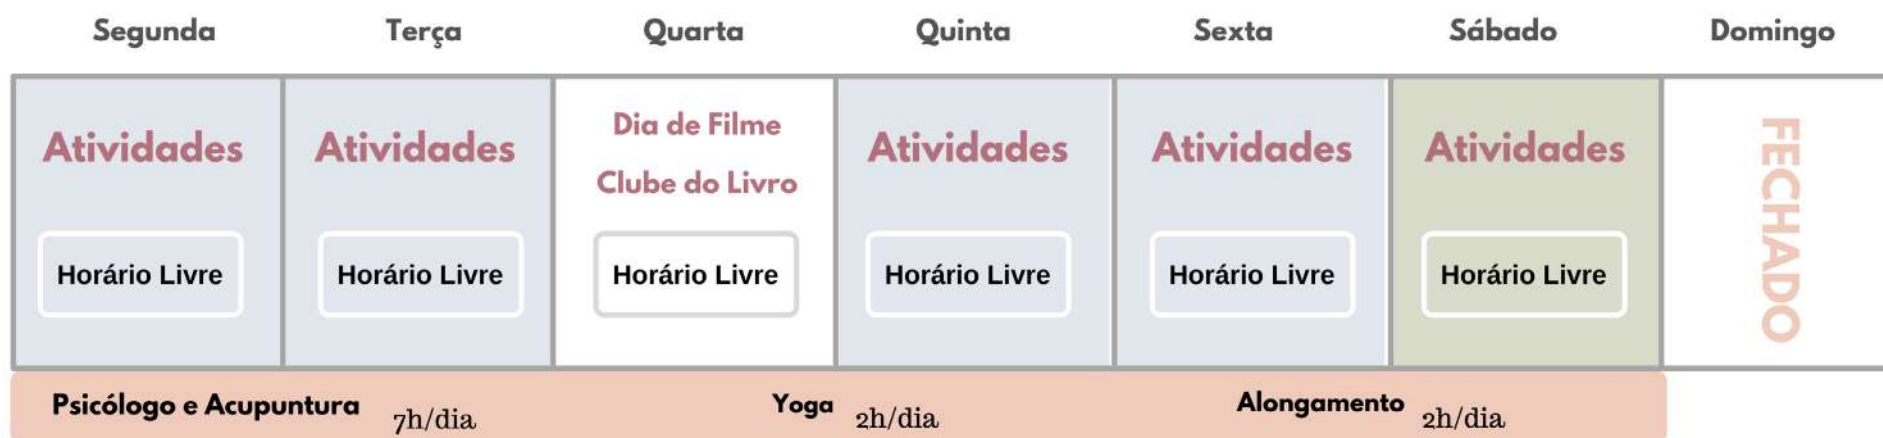 Segunda Terça Quarta Quinta Sexta Sábado Domingo
Atividades Atividades Dia de Filme Atividades Atividades Atividades FECHADO
Clube do Livro
Horário Livre Horário Livre Horário Livre Horário Livre Horário Livre Horário Livre
Psicólogo e Acupuntura 7h/dia Yoga 2h/dia Alongamento 2h/dia